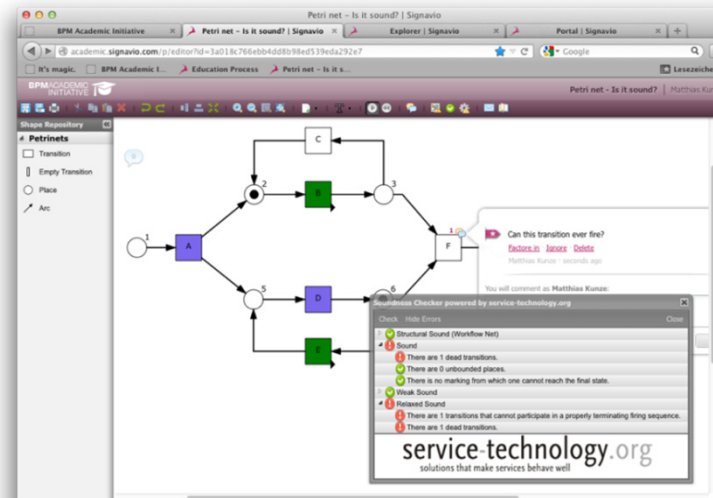 Petri net - Is it sound? | Signavio
BPM Academic Initiative
Petri net - Is it sound? | Signavio
Explorer | Signavio
Portal | Signavio
academic.signavio.com/p/editor?id=3a018c766ebb4dd8b98ed539eda292e7
Google
It's magic.
BPM Academic I...
Education Process
Petri net - Is it s...
Lesezeiche
BPMACADEMIC
INITIATIVE
Petri net - Is it sound?
Matthias Kun
Shape Repository
Petrinets
Transition
Empty Transition
Place
Arc
C
2
B
3
1
A
1
F
5
D
6
E
Can this transition ever fire?
Factore in Ignore Delete
Matthias Kunze - seconds ago
You will comment as Matthias Kunze:
Soundness Checker powered by service-technology.org
Check Hide Errors Close
Structural Sound (Workflow Net)
Sound
There are 1 dead transitions.
There are 0 unbounded places.
There is no marking from which one cannot reach the final state.
Weak Sound
Relaxed Sound
There are 1 transitions that cannot participate in a properly terminating firing sequence.
There are 1 dead transitions.
service-technology.org
solutions that make services behave well